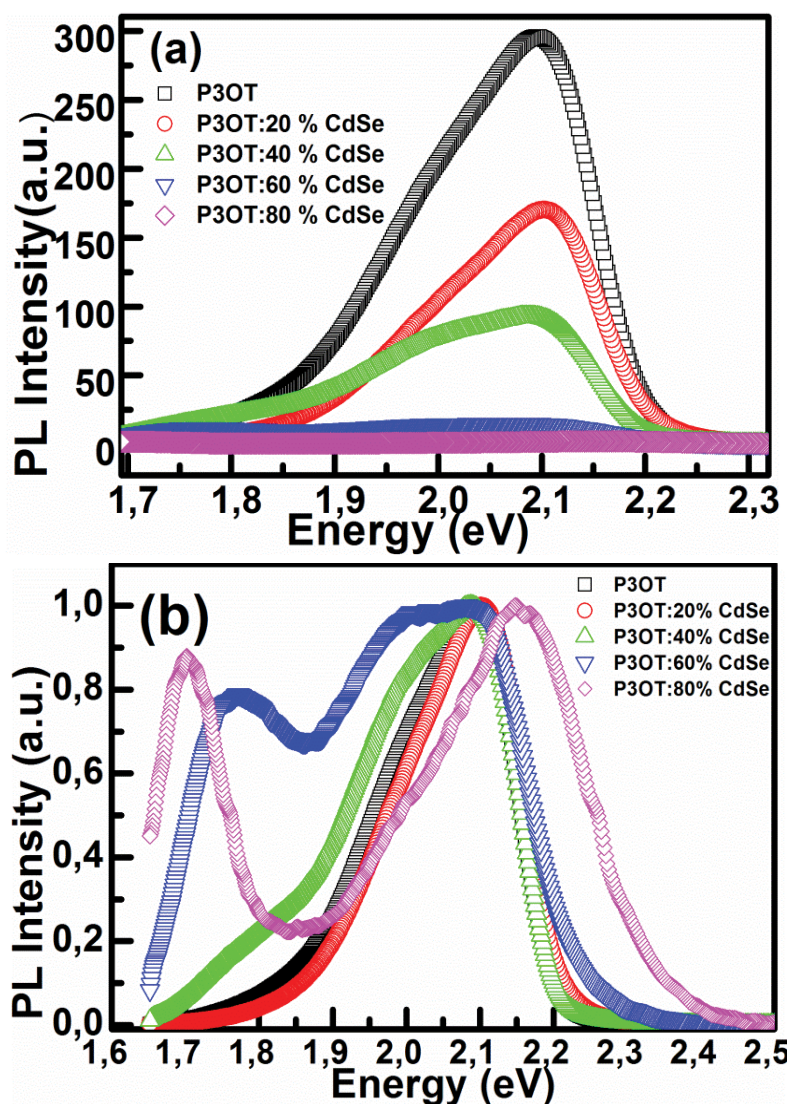 (a)
P3OT
P3OT:20 % CdSe
P3OT:40 % CdSe
P3OT:60 % CdSe
P3OT:80 % CdSe
300
250
200
150
100
50
0
PL Intensity(a.u.)
1,7 1,8 1,9 2,0 2,1 2,2 2,3
Energy (eV)
(b)
P3OT
P3OT:20% CdSe
P3OT:40% CdSe
P3OT:60% CdSe
P3OT:80% CdSe
1,0
0,8
0,6
0,4
0,2
0,0
PL Intensity (a.u.)
1,6 1,7 1,8 1,9 2,0 2,1 2,2 2,3 2,4 2,5
Energy (eV)